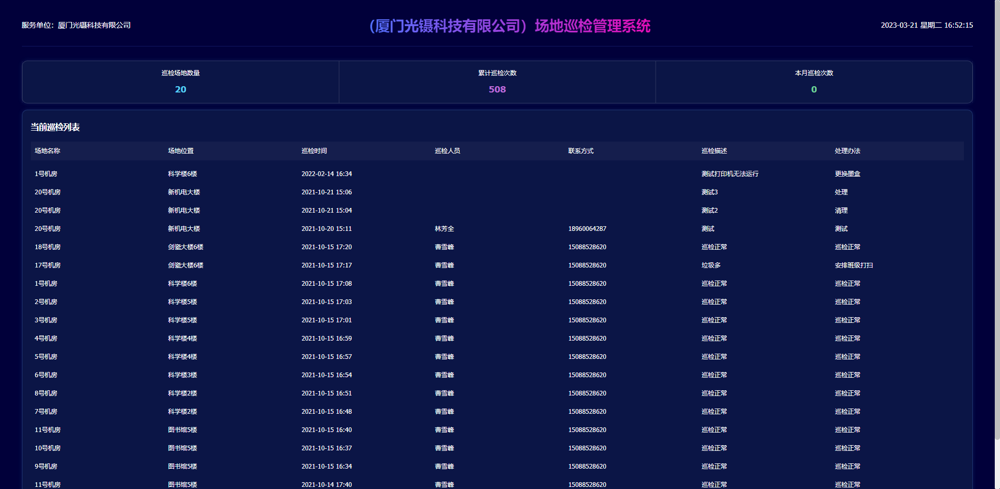 服务单位：厦门光镊科技有限公司
（厦门光镊科技有限公司）场地巡检管理系统
2023-03-21 星期二 16:52:15
巡检场地数量 累计巡检次数 本月巡检次数
20 508 0
当前巡检列表
场地名称 场地位置 巡检时间 巡检人员 联系方式 巡检描述 处理办法
1号机房 科学楼6楼 2022-02-14 16:34 测试打印机无法运行 更换墨盒
20号机房 新机电大楼 2021-10-21 15:06 测试3 处理
20号机房 新机电大楼 2021-10-21 15:04 测试2 清理
20号机房 新机电大楼 2021-10-20 15:11 林芳全 18960064287 测试 测试
18号机房 剑瓷大楼6楼 2021-10-15 17:20 曹雪峰 15088528620 巡检正常 巡检正常
17号机房 剑瓷大楼6楼 2021-10-15 17:17 曹雪峰 15088528620 垃圾多 安排班级打扫
1号机房 科学楼6楼 2021-10-15 17:08 曹雪峰 15088528620 巡检正常 巡检正常
2号机房 科学楼5楼 2021-10-15 17:03 曹雪峰 15088528620 巡检正常 巡检正常
3号机房 科学楼5楼 2021-10-15 17:01 曹雪峰 15088528620 巡检正常 巡检正常
4号机房 科学楼4楼 2021-10-15 16:59 曹雪峰 15088528620 巡检正常 巡检正常
5号机房 科学楼4楼 2021-10-15 16:57 曹雪峰 15088528620 巡检正常 巡检正常
6号机房 科学楼3楼 2021-10-15 16:54 曹雪峰 15088528620 巡检正常 巡检正常
8号机房 科学楼2楼 2021-10-15 16:51 曹雪峰 15088528620 巡检正常 巡检正常
7号机房 科学楼2楼 2021-10-15 16:48 曹雪峰 15088528620 巡检正常 巡检正常
11号机房 图书馆5楼 2021-10-15 16:40 曹雪峰 15088528620 巡检正常 巡检正常
10号机房 图书馆5楼 2021-10-15 16:37 曹雪峰 15088528620 巡检正常 巡检正常
9号机房 图书馆5楼 2021-10-15 16:34 曹雪峰 15088528620 巡检正常 巡检正常
11号机房 图书馆5楼 2021-10-14 17:40 曹雪峰 15088528620 巡检正常 巡检正常